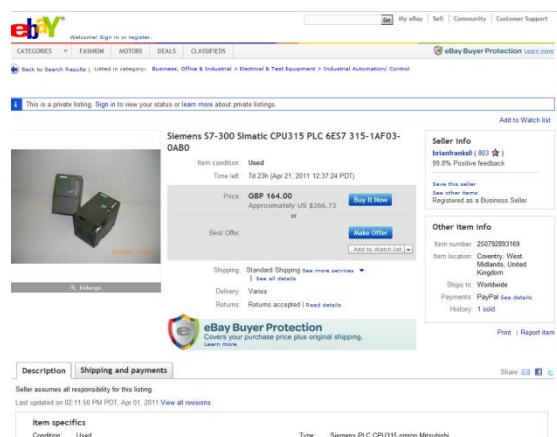 ebaY
Go My eBay | Sell | Community | Customer Support
Welcome! Sign in or register.
CATEGORIES FASHION MOTORS DEALS CLASSIFIEDS
eBay Buyer Protection Learn more
Back to Search Results | Listed in category: Business, Office & Industrial > Electrical & Test Equipment > Industrial Automation/ Control
This is a private listing. Sign in to view your status or learn more about private listings.
Add to Watch list
Siemens S7-300 Simatic CPU315 PLC 6ES7 315-1AF03-
0AB0
Item condition: Used
Time left: 7d 23h (Apr 21, 2011 12:37:24 PDT)
Price: GBP 164.00 Buy It Now
Approximately US $266.73
or
Best Offer: Make Offer
Add to Watch list
Shipping: Standard Shipping See more services
| See all details
Delivery: Varies
Returns: Returns accepted | Read details
eBay Buyer Protection
Covers your purchase price plus original shipping.
Learn more
Enlarge
Seller info
brianfranks0 ( 803 )
99.8% Positive feedback
Save this seller
See other items
Registered as a Business Seller
Other item info
Item number: 250792893169
Item location: Coventry, West
Midlands, United
Kingdom
Ships to: Worldwide
Payments: PayPal See details
History: 1 sold
Print | Report item
Description Shipping and payments
Share:
Seller assumes all responsibility for this listing.
Last updated on 02:11:50 PM PDT, Apr 01, 2011 View all revisions
Item specifics
Condition: Used Type: Siemens PLC CPU315 omron Mitsubishi